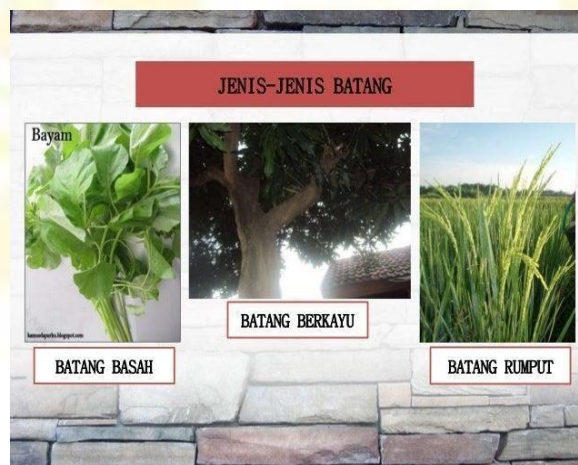 JENIS-JENIS BATANG
Bayam
BATANG BASAH
BATANG BERKAYU
BATANG RUMPUT